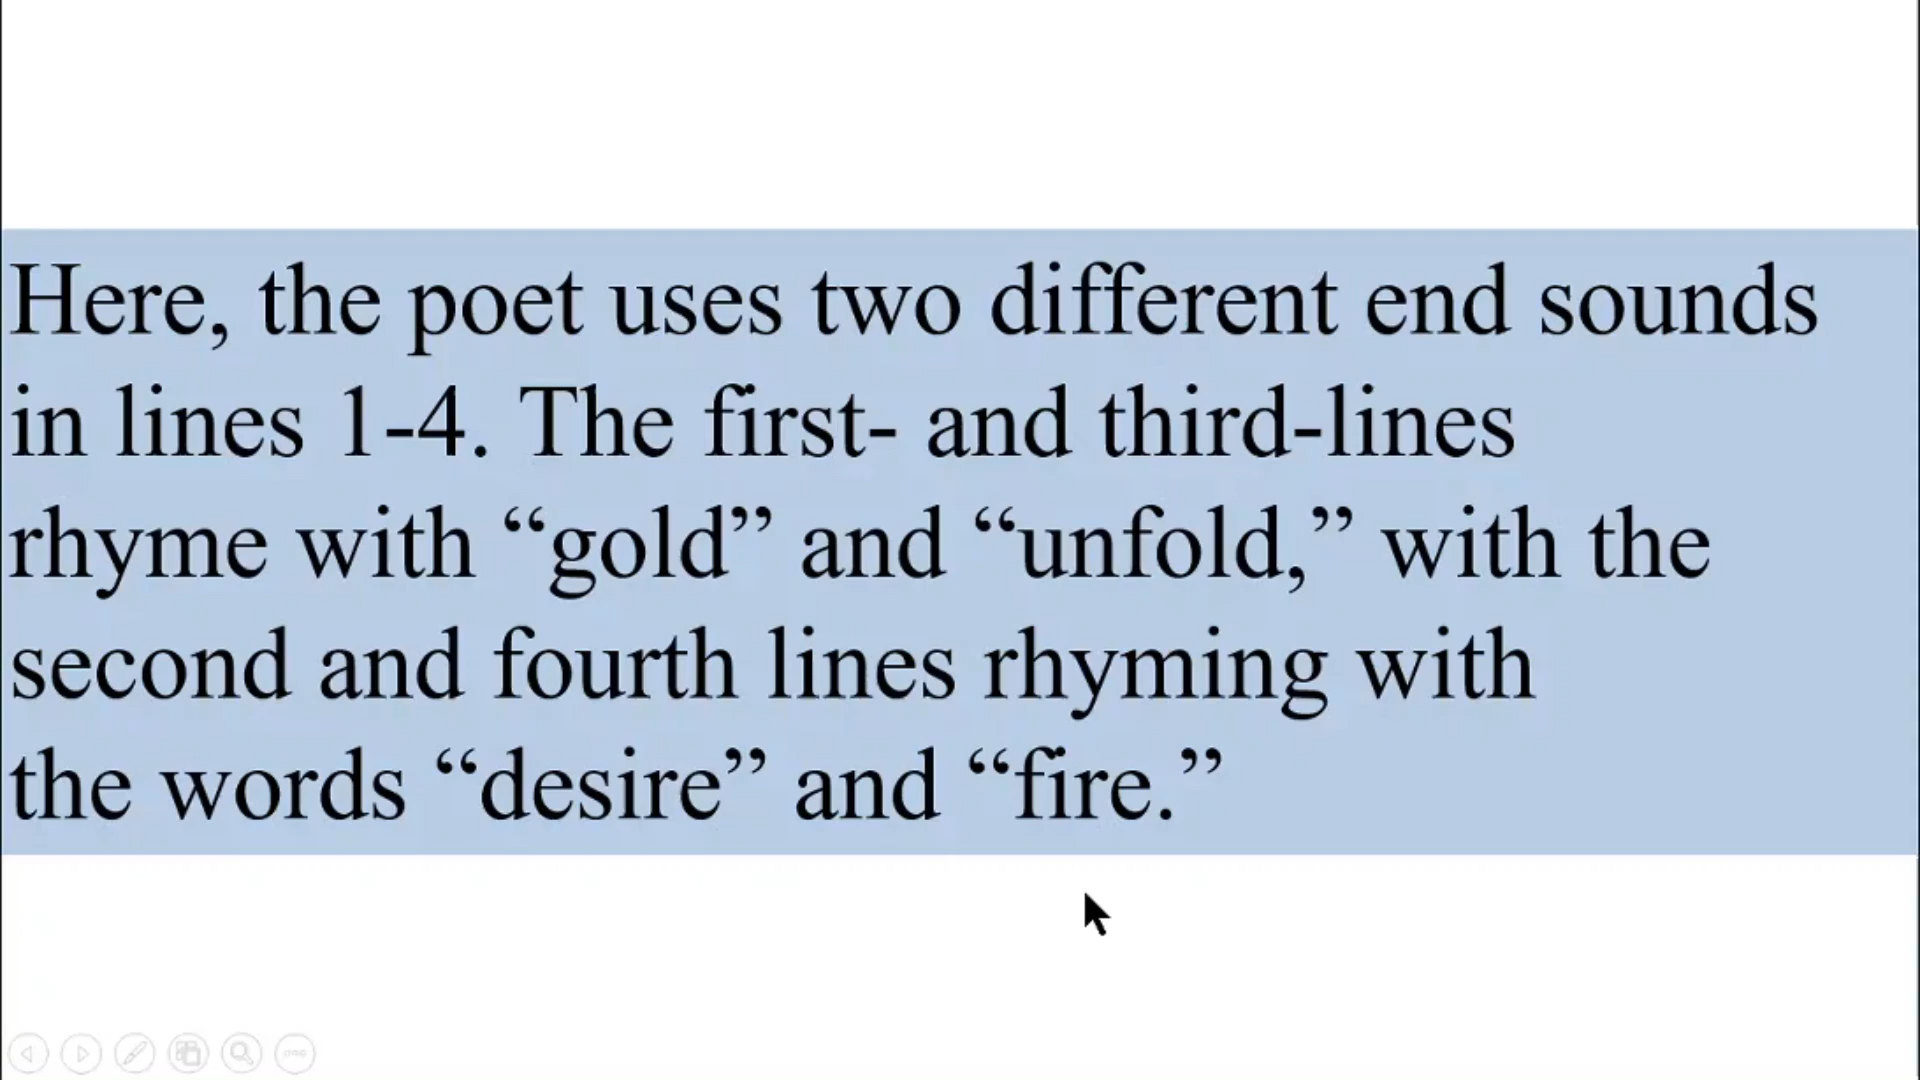 Here, the poet uses two different end sounds
in lines 1-4. The first- and third-lines
rhyme with “gold” and “unfold,” with the
second and fourth lines rhyming with
the words “desire” and “fire.”